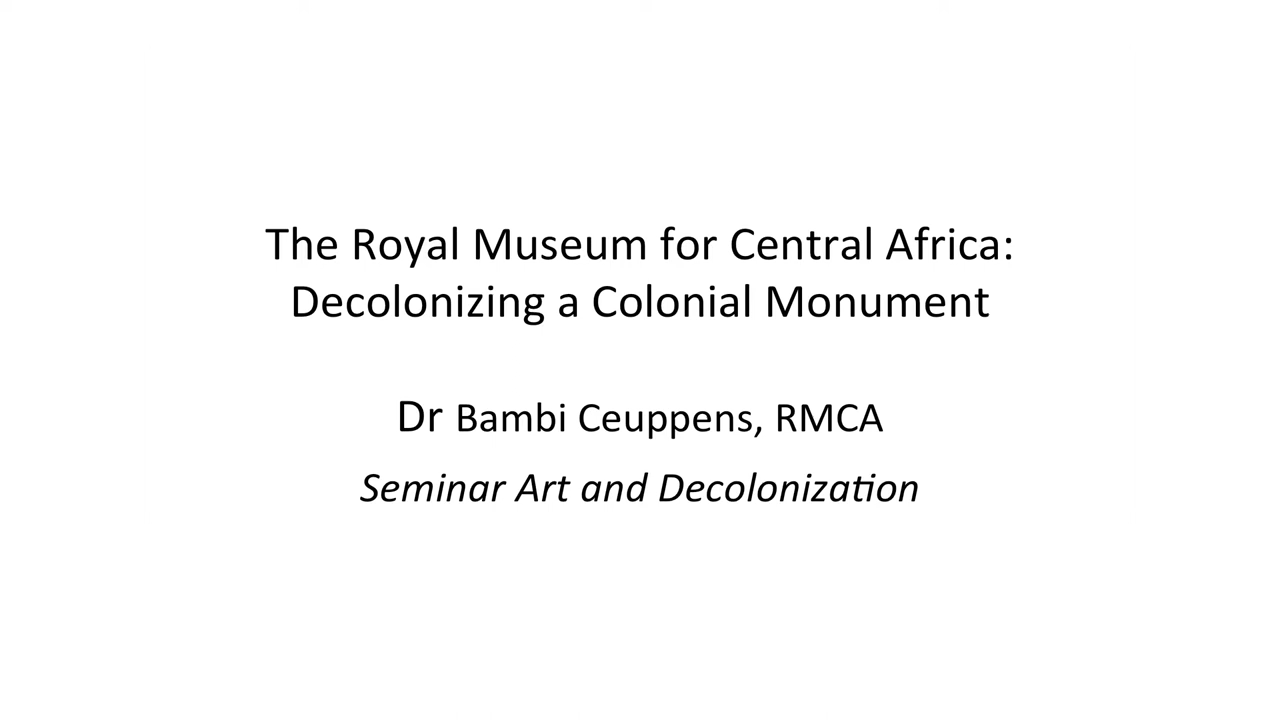 The Royal Museum for Central Africa:
Decolonizing a Colonial Monument
Dr Bambi Ceuppens, RMCA
Seminar Art and Decolonization